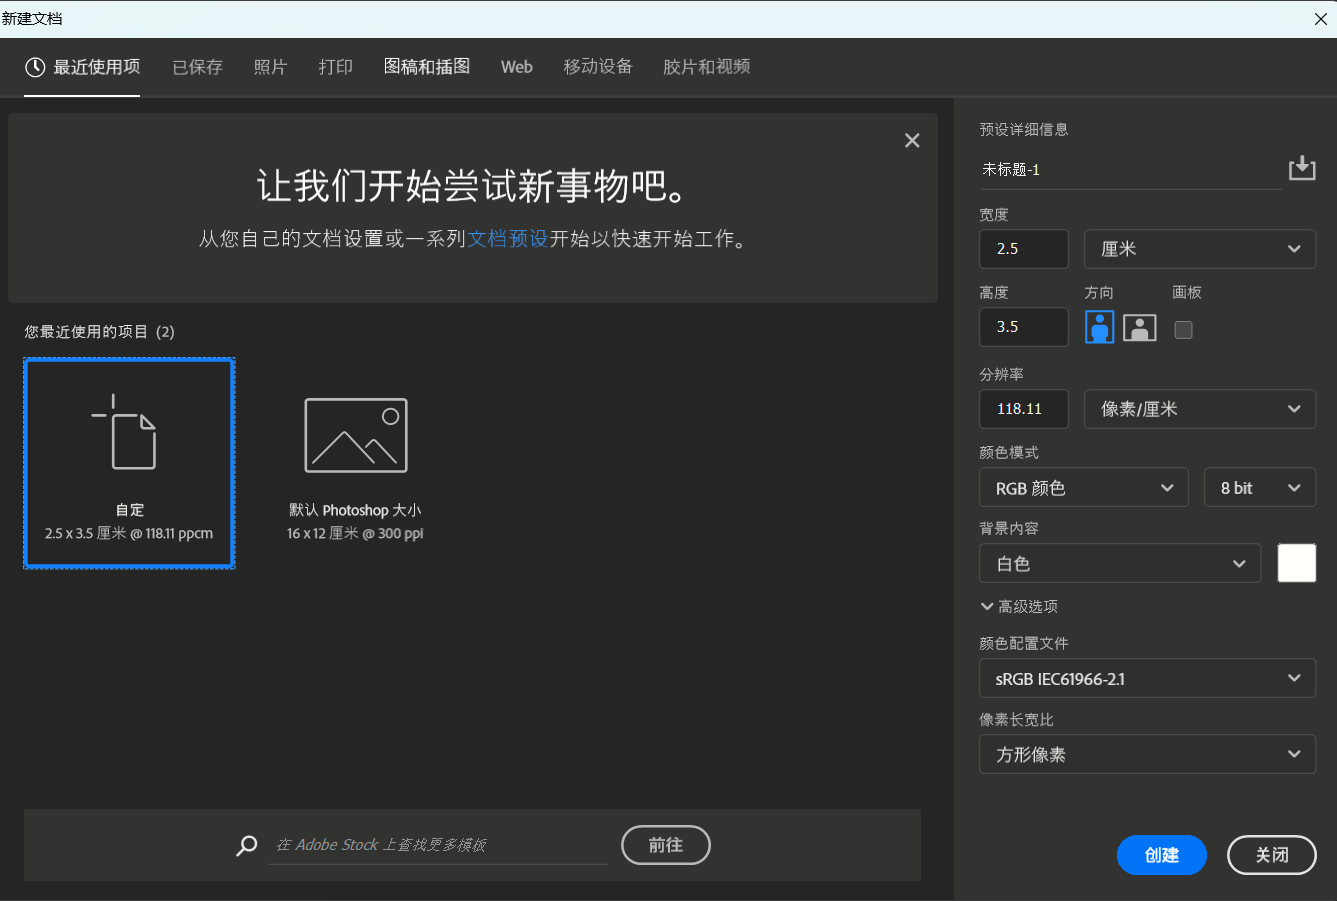 新建文档
最近使用项 已保存 照片 打印 图稿和插图 Web 移动设备 胶片和视频
让我们开始尝试新事物吧。
从您自己的文档设置或一系列文档预设开始以快速开始工作。
您最近使用的项目 (2)
自定
2.5 x 3.5 厘米 @ 118.11 ppcm
默认 Photoshop 大小
16 x 12 厘米 @ 300 ppi
在 Adobe Stock 上查找更多模板
前往
预设详细信息
未标题-1
宽度
2.5 厘米
高度 方向 画板
3.5
分辨率
118.11 像素/厘米
颜色模式
RGB 颜色 8 bit
背景内容
白色
高级选项
颜色配置文件
sRGB IEC61966-2.1
像素长宽比
方形像素
创建 关闭